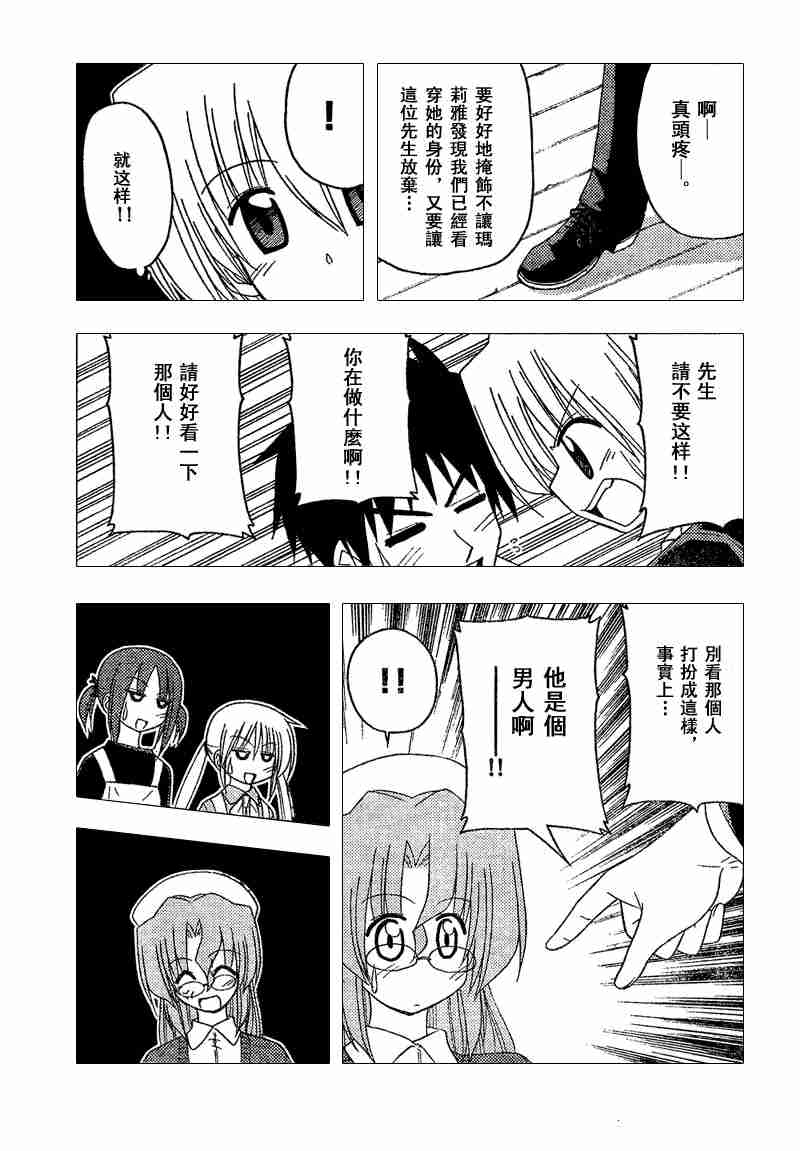 啊—
真頭疼—。
要好好地掩飾不讓瑪
莉雅發現我們已經看
穿她的身份，又要讓
這位先生放棄…
！
就这样!!
先生
請不要这样!!
你在做什麼啊!!
請好好看一下
那個人!!
別看那個人
打扮成這樣，
事實上…
他是個
男人啊
——!!
!!